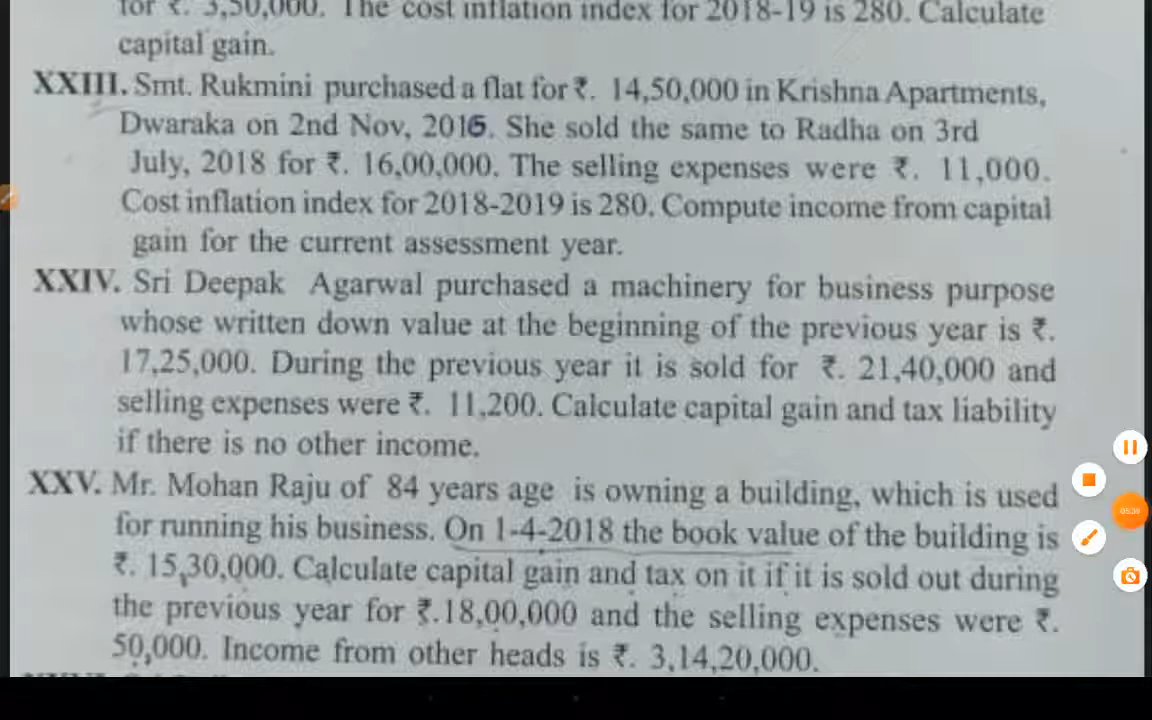 for ₹. 3,50,000. The cost inflation index for 2018-19 is 280. Calculate
capital gain.
XXIII. Smt. Rukmini purchased a flat for ₹. 14,50,000 in Krishna Apartments,
Dwaraka on 2nd Nov, 2016. She sold the same to Radha on 3rd
July, 2018 for ₹. 16,00,000. The selling expenses were ₹. 11,000.
Cost inflation index for 2018-2019 is 280. Compute income from capital
gain for the current assessment year.
XXIV. Sri Deepak Agarwal purchased a machinery for business purpose
whose written down value at the beginning of the previous year is ₹.
17,25,000. During the previous year it is sold for ₹. 21,40,000 and
selling expenses were ₹. 11,200. Calculate capital gain and tax liability
if there is no other income.
XXV. Mr. Mohan Raju of 84 years age is owning a building, which is used
for running his business. On 1-4-2018 the book value of the building is
₹. 15,30,000. Calculate capital gain and tax on it if it is sold out during
the previous year for ₹.18,00,000 and the selling expenses were ₹.
50,000. Income from other heads is ₹. 3,14,20,000.